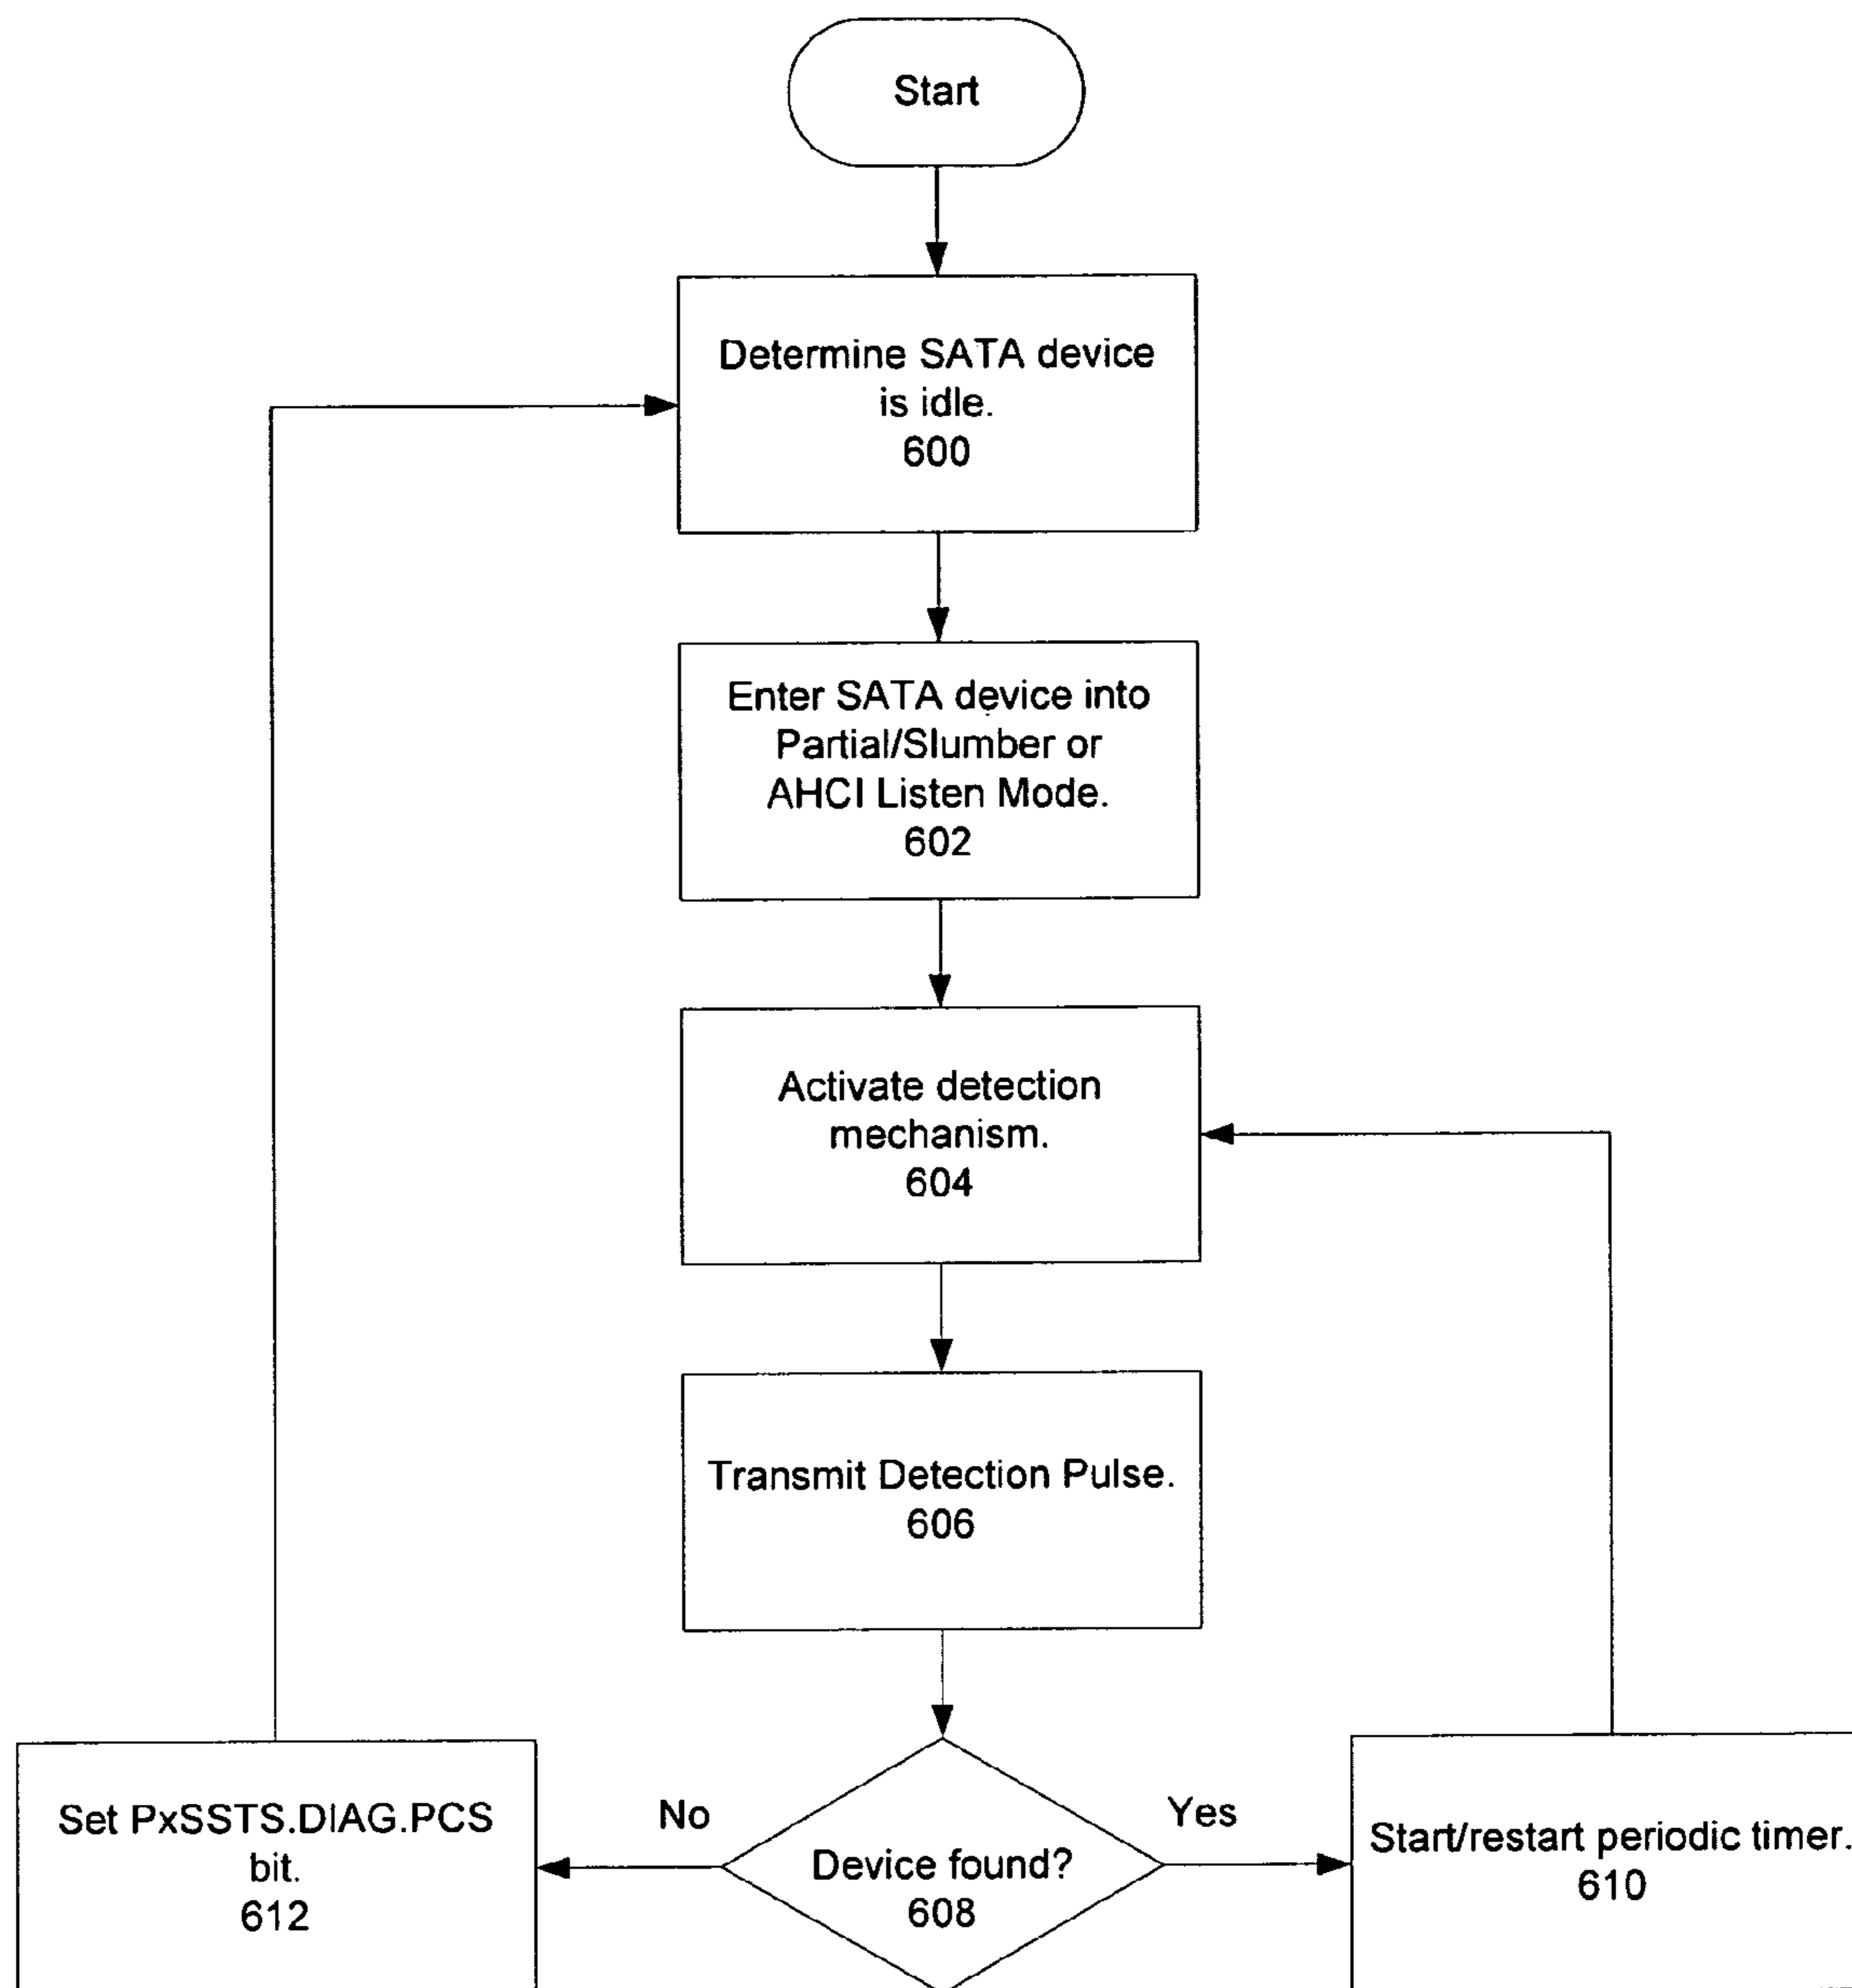 Start
Determine SATA device
is idle.
600
Enter SATA device into
Partial/Slumber or
AHCI Listen Mode.
602
Activate detection
mechanism.
604
Transmit Detection Pulse.
606
Set PxSSTS.DIAG.PCS
bit.
612
No
Device found?
608
Yes
Start/restart periodic timer.
610